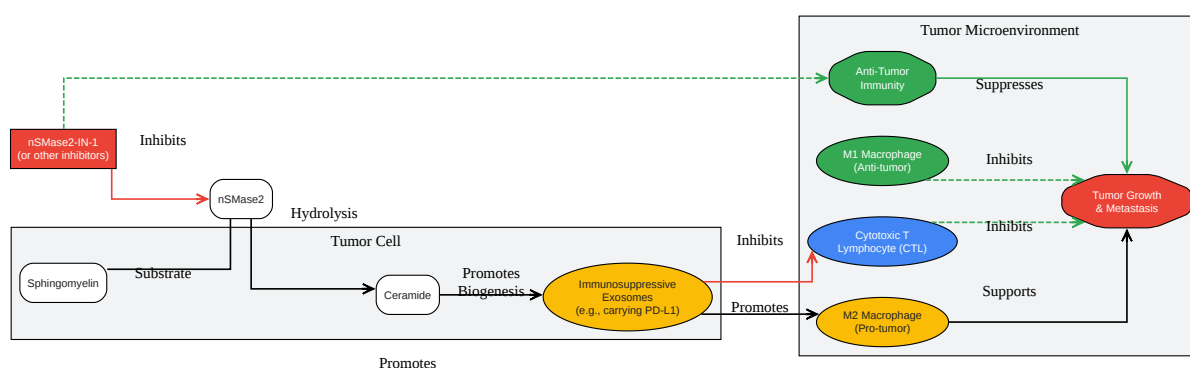 Tumor Microenvironment
Anti-Tumor
Immunity
Suppresses
nSMase2-IN-1
(or other inhibitors)
Inhibits
M1 Macrophage
(Anti-tumor)
Inhibits
nSMase2
Hydrolysis
Tumor Growth
& Metastasis
Tumor Cell
Inhibits
Cytotoxic T
Lymphocyte (CTL)
Inhibits
Sphingomyelin
Substrate
Ceramide
Promotes
Biogenesis
Immunosuppressive
Exosomes
(e.g., carrying PD-L1)
Promotes
M2 Macrophage
(Pro-tumor)
Supports
Promotes